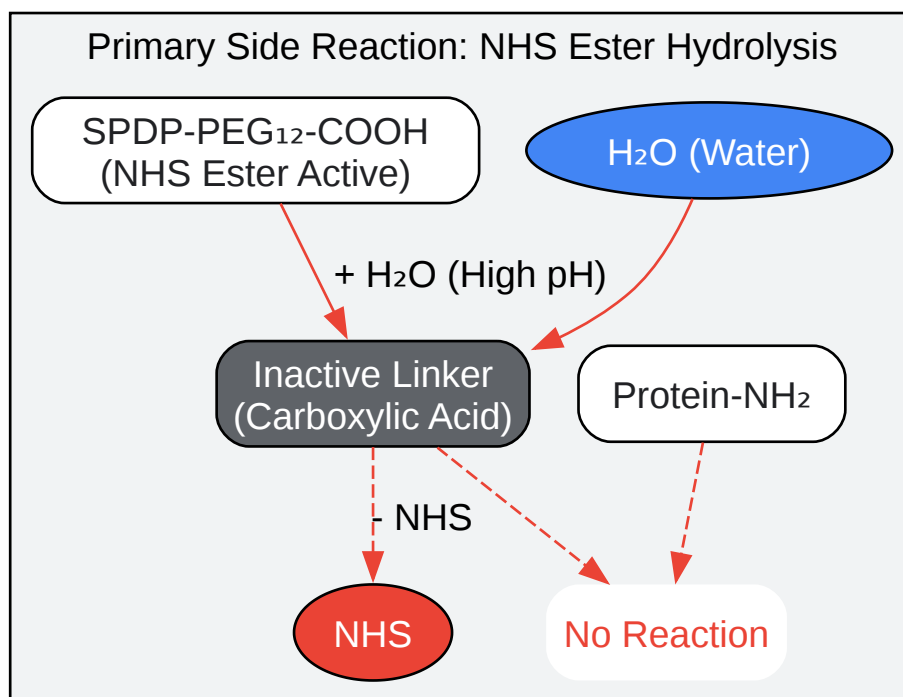 Primary Side Reaction: NHS Ester Hydrolysis
SPDP-PEG₁₂-COOH
(NHS Ester Active)
H₂O (Water)
+ H₂O (High pH)
Inactive Linker
(Carboxylic Acid)
Protein-NH₂
- NHS
NHS
No Reaction